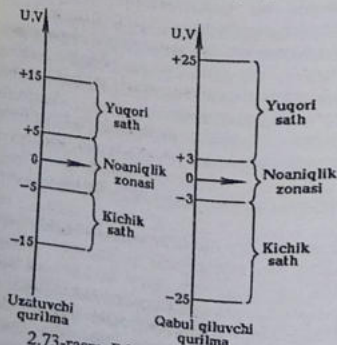 U,V
+15
Yuqori
sath
+5
0
Noaniqlik
zonasi
−5
Kichik
sath
−15
Uzatuvchi
qurilma
U,V
+25
Yuqori
sath
+3
0
Noaniqlik
zonasi
−3
Kichik
sath
−25
Qabul qiluvchi
qurilma